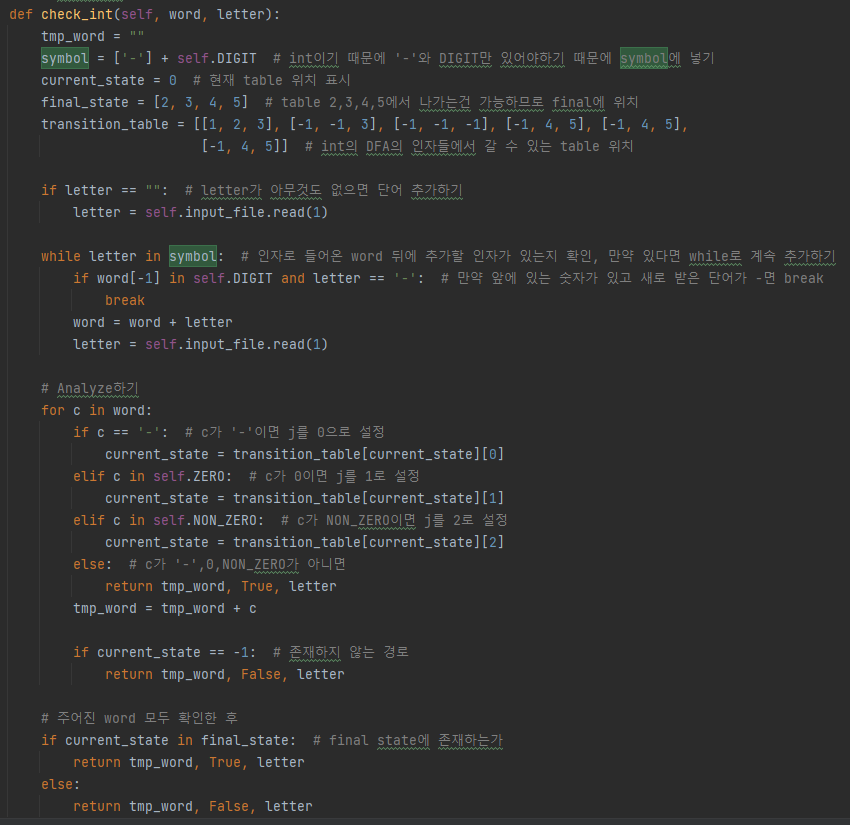 def check_int(self, word, letter):
    tmp_word = ""
    symbol = ['-'] + self.DIGIT  # int이기 때문에 '-'와 DIGIT만 있어야하기 때문에 symbol에 넣기
    current_state = 0  # 현재 table 위치 표시
    final_state = [2, 3, 4, 5]  # table 2,3,4,5에서 나가는건 가능하므로 final에 위치
    transition_table = [[1, 2, 3], [-1, -1, 3], [-1, -1, -1], [-1, 4, 5], [-1, 4, 5],
                        [-1, 4, 5]]  # int의 DFA의 인자들에서 갈 수 있는 table 위치

    if letter == "":  # letter가 아무것도 없으면 단어 추가하기
        letter = self.input_file.read(1)

    while letter in symbol:  # 인자로 들어온 word 뒤에 추가할 인자가 있는지 확인, 만약 있다면 while로 계속 추가하기
        if word[-1] in self.DIGIT and letter == '-':  # 만약 앞에 있는 숫자가 있고 새로 받은 단어가 -면 break
            break
        word = word + letter
        letter = self.input_file.read(1)

    # Analyze하기
    for c in word:
        if c == '-':  # c가 '-'이면 j를 0으로 설정
            current_state = transition_table[current_state][0]
        elif c in self.ZERO:  # c가 0이면 j를 1로 설정
            current_state = transition_table[current_state][1]
        elif c in self.NON_ZERO:  # c가 NON_ZERO이면 j를 2로 설정
            current_state = transition_table[current_state][2]
        else:  # c가 '-',0,NON_ZERO가 아니면
            return tmp_word, True, letter
        tmp_word = tmp_word + c

        if current_state == -1:  # 존재하지 않는 경로
            return tmp_word, False, letter

    # 주어진 word 모두 확인한 후
    if current_state in final_state:  # final state에 존재하는가
        return tmp_word, True, letter
    else:
        return tmp_word, False, letter